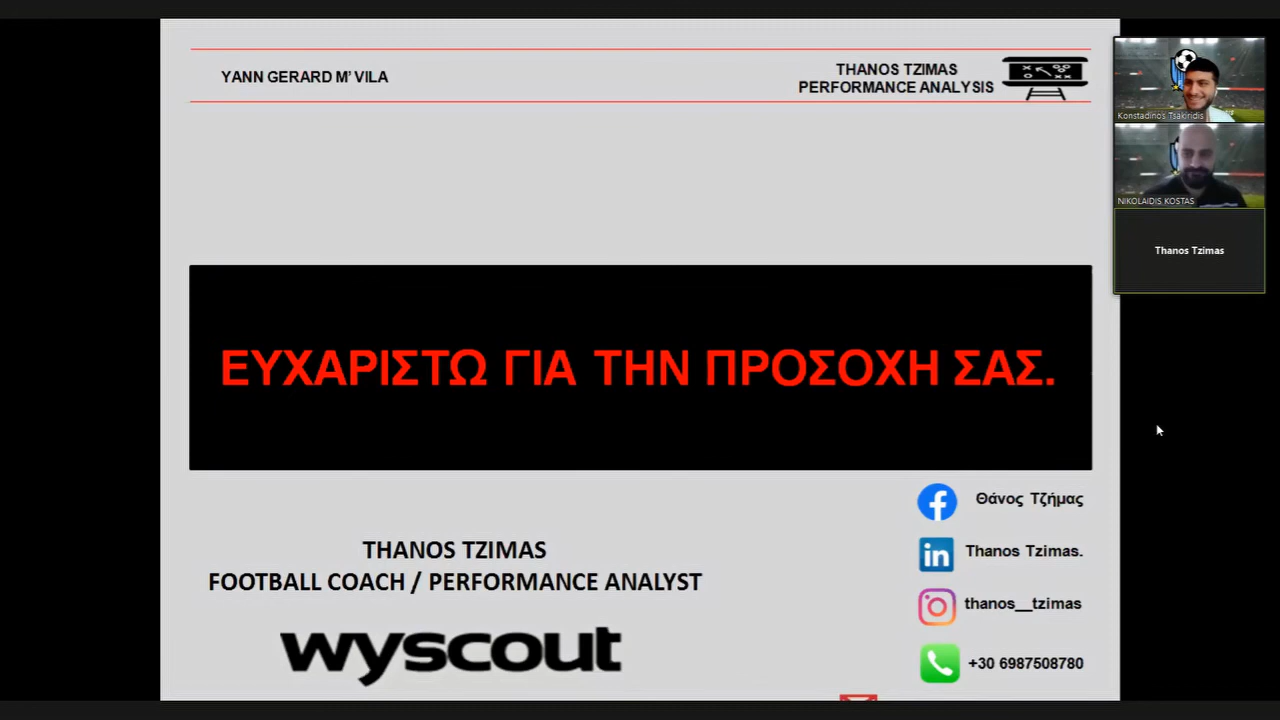 YANN GERARD M' VILA
THANOS TZIMAS
PERFORMANCE ANALYSIS
Konstadinos Tsakiridis
NIKOLAIDIS KOSTAS
Thanos Tzimas
ΕΥΧΑΡΙΣΤΩ ΓΙΑ ΤΗΝ ΠΡΟΣΟΧΗ ΣΑΣ.
THANOS TZIMAS
FOOTBALL COACH / PERFORMANCE ANALYST
wyscout
Θάνος Τζήμας
Thanos Tzimas.
thanos__tzimas
+30 6987508780